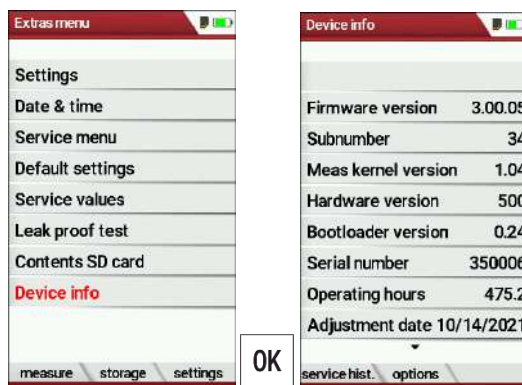 Extras menu
Settings
Date & time
Service menu
Default settings
Service values
Leak proof test
Contents SD card
Device info
measure storage settings
OK
Device info
Firmware version 3.00.05
Subnumber 34
Meas kernel version 1.04
Hardware version 500
Bootloader version 0.24
Serial number 350006
Operating hours 475.2
Adjustment date 10/14/2021
service hist. options